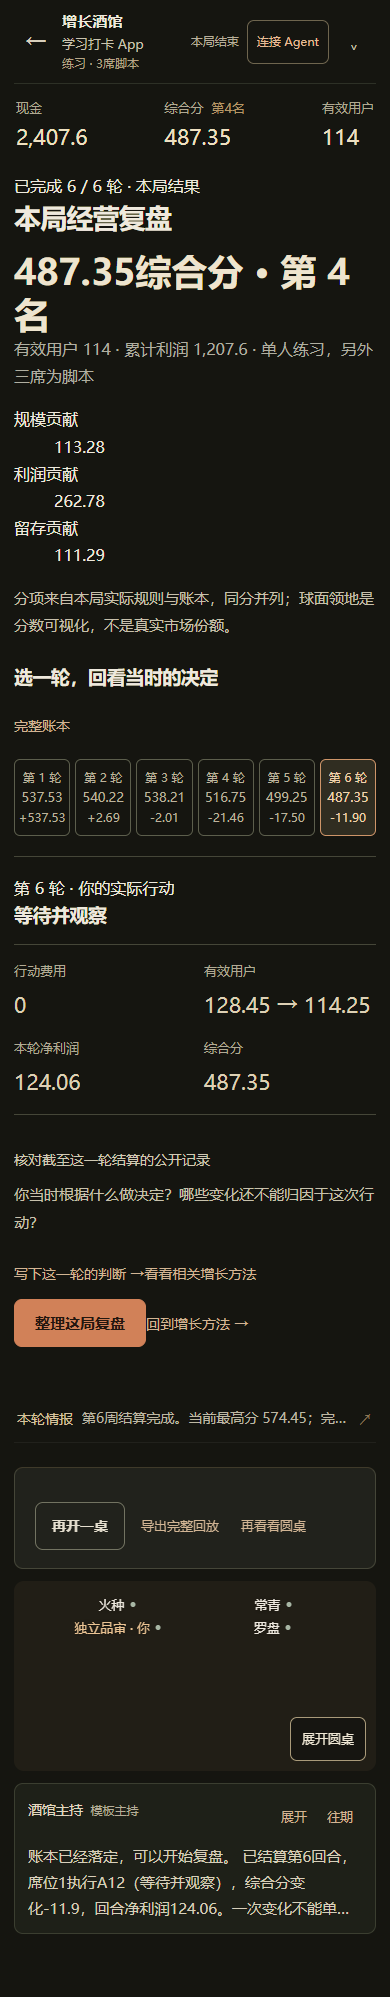 ←
增长酒馆
学习打卡 App
练习 · 3席脚本
本局结束
连接 Agent
现金
2,407.6
综合分 第4名
487.35
有效用户
114
已完成 6 / 6 轮 · 本局结果
本局经营复盘
487.35综合分 · 第 4
名
有效用户 114 · 累计利润 1,207.6 · 单人练习，另外
三席为脚本
规模贡献
113.28
利润贡献
262.78
留存贡献
111.29
分项来自本局实际规则与账本，同分并列；球面领地是
分数可视化，不是真实市场份额。
选一轮，回看当时的决定
完整账本
第 1 轮
537.53
+537.53
第 2 轮
540.22
+2.69
第 3 轮
538.21
-2.01
第 4 轮
516.75
-21.46
第 5 轮
499.25
-17.50
第 6 轮
487.35
-11.90
第 6 轮 · 你的实际行动
等待并观察
行动费用
0
有效用户
128.45 → 114.25
本轮净利润
124.06
综合分
487.35
核对截至这一轮结算的公开记录
你当时根据什么做决定？哪些变化还不能归因于这次行
动？
写下这一轮的判断 →看看相关增长方法
整理这局复盘 回到增长方法 →
本轮情报 第6周结算完成。当前最高分 574.45；完... ↗
再开一桌 导出完整回放 再看看圆桌
火种
常青
独立品审 · 你
罗盘
展开圆桌
酒馆主持 模板主持
展开 往期
账本已经落定，可以开始复盘。 已结算第6回合，
席位1执行A12（等待并观察），综合分变
化-11.9，回合净利润124.06。一次变化不能单...